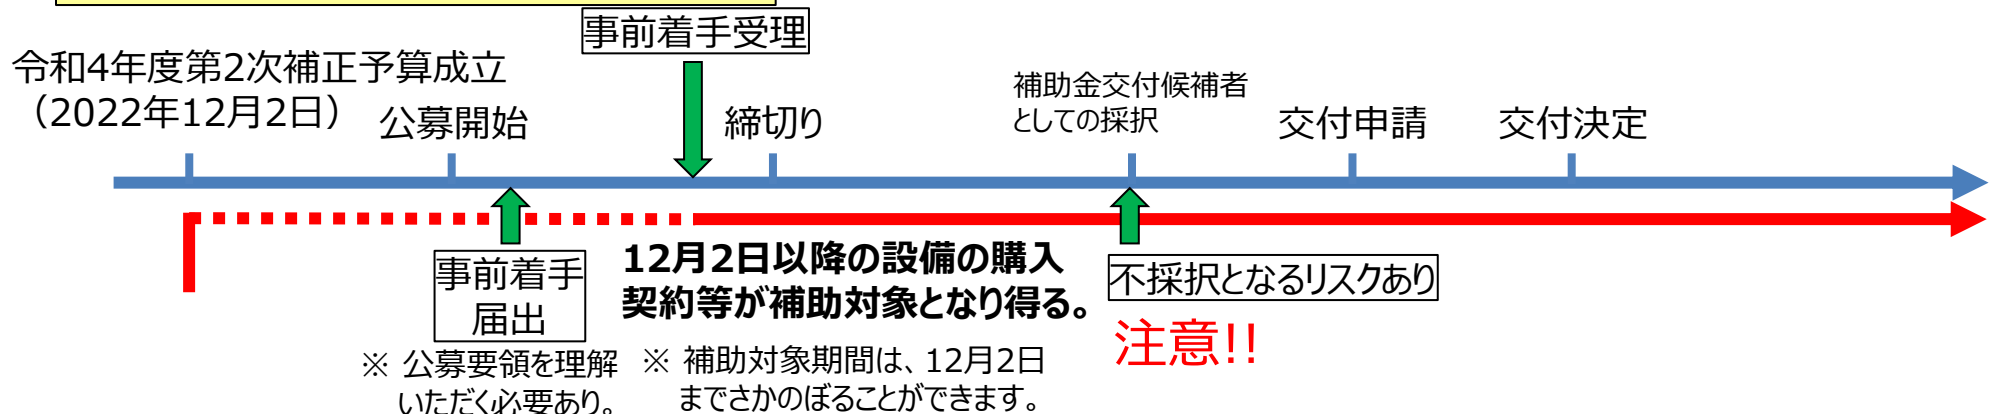 事前着手受理
令和4年度第2次補正予算成立
（2022年12月2日）
公募開始
締切り
補助金交付候補者
としての採択
交付申請
交付決定
事前着手
届出
※ 公募要領を理解
いただく必要あり。
12月2日以降の設備の購入
契約等が補助対象となり得る。
※ 補助対象期間は、12月2日
までさかのぼることができます。
不採択となるリスクあり
注意!!